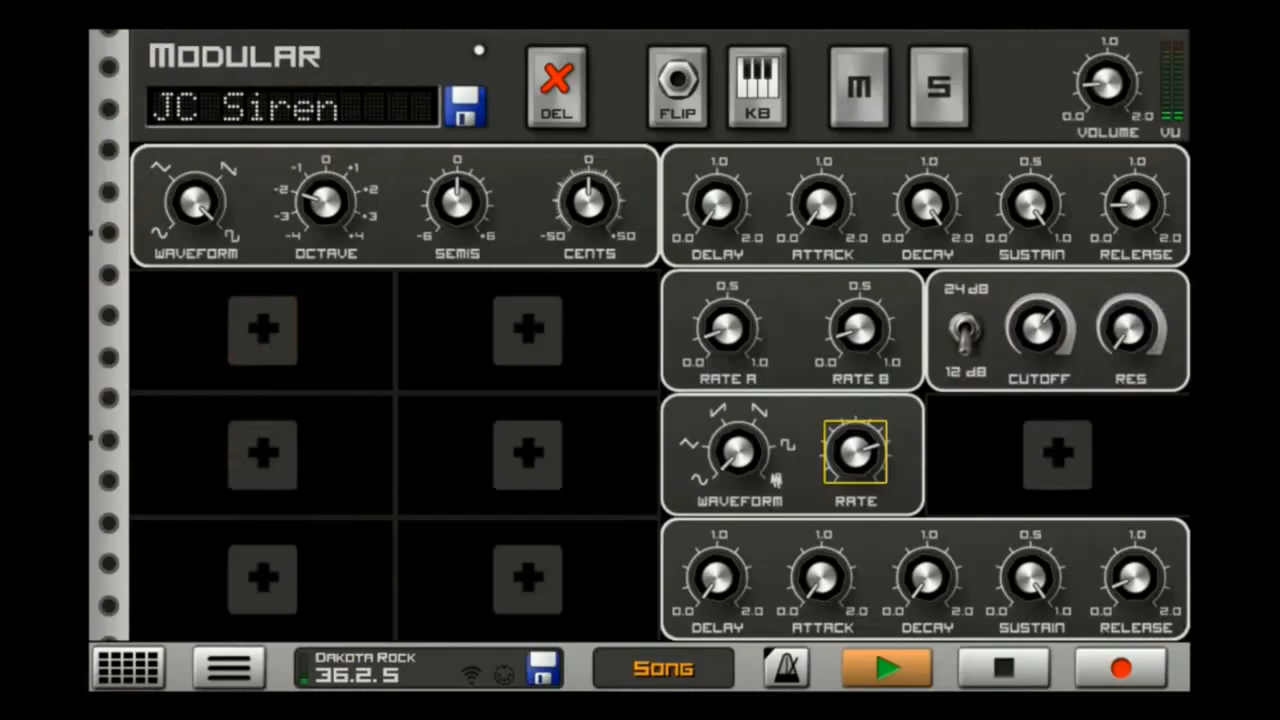 MODULAR
JC Siren
DEL
FLIP
KB
M
S
1.0
0.0 2.0
VOLUME VU
-1 0 +1
-2 +2
-3 +3
-4 +4
WAVEFORM OCTAVE
0
-6 +6
SEMIS
0
-50 +50
CENTS
1.0 1.0 1.0 0.5 1.0
0.0 2.0 0.0 2.0 0.0 2.0 0.0 1.0 0.0 2.0
DELAY ATTACK DECAY SUSTAIN RELEASE
0.5 0.5
0.0 1.0 0.0 1.0
RATE A RATE B
24 dB
12 dB CUTOFF RES
WAVEFORM RATE
1.0 1.0 1.0 0.5 1.0
0.0 2.0 0.0 2.0 0.0 2.0 0.0 1.0 0.0 2.0
DELAY ATTACK DECAY SUSTAIN RELEASE
DAKOTA ROCK
36.2.5
SONG